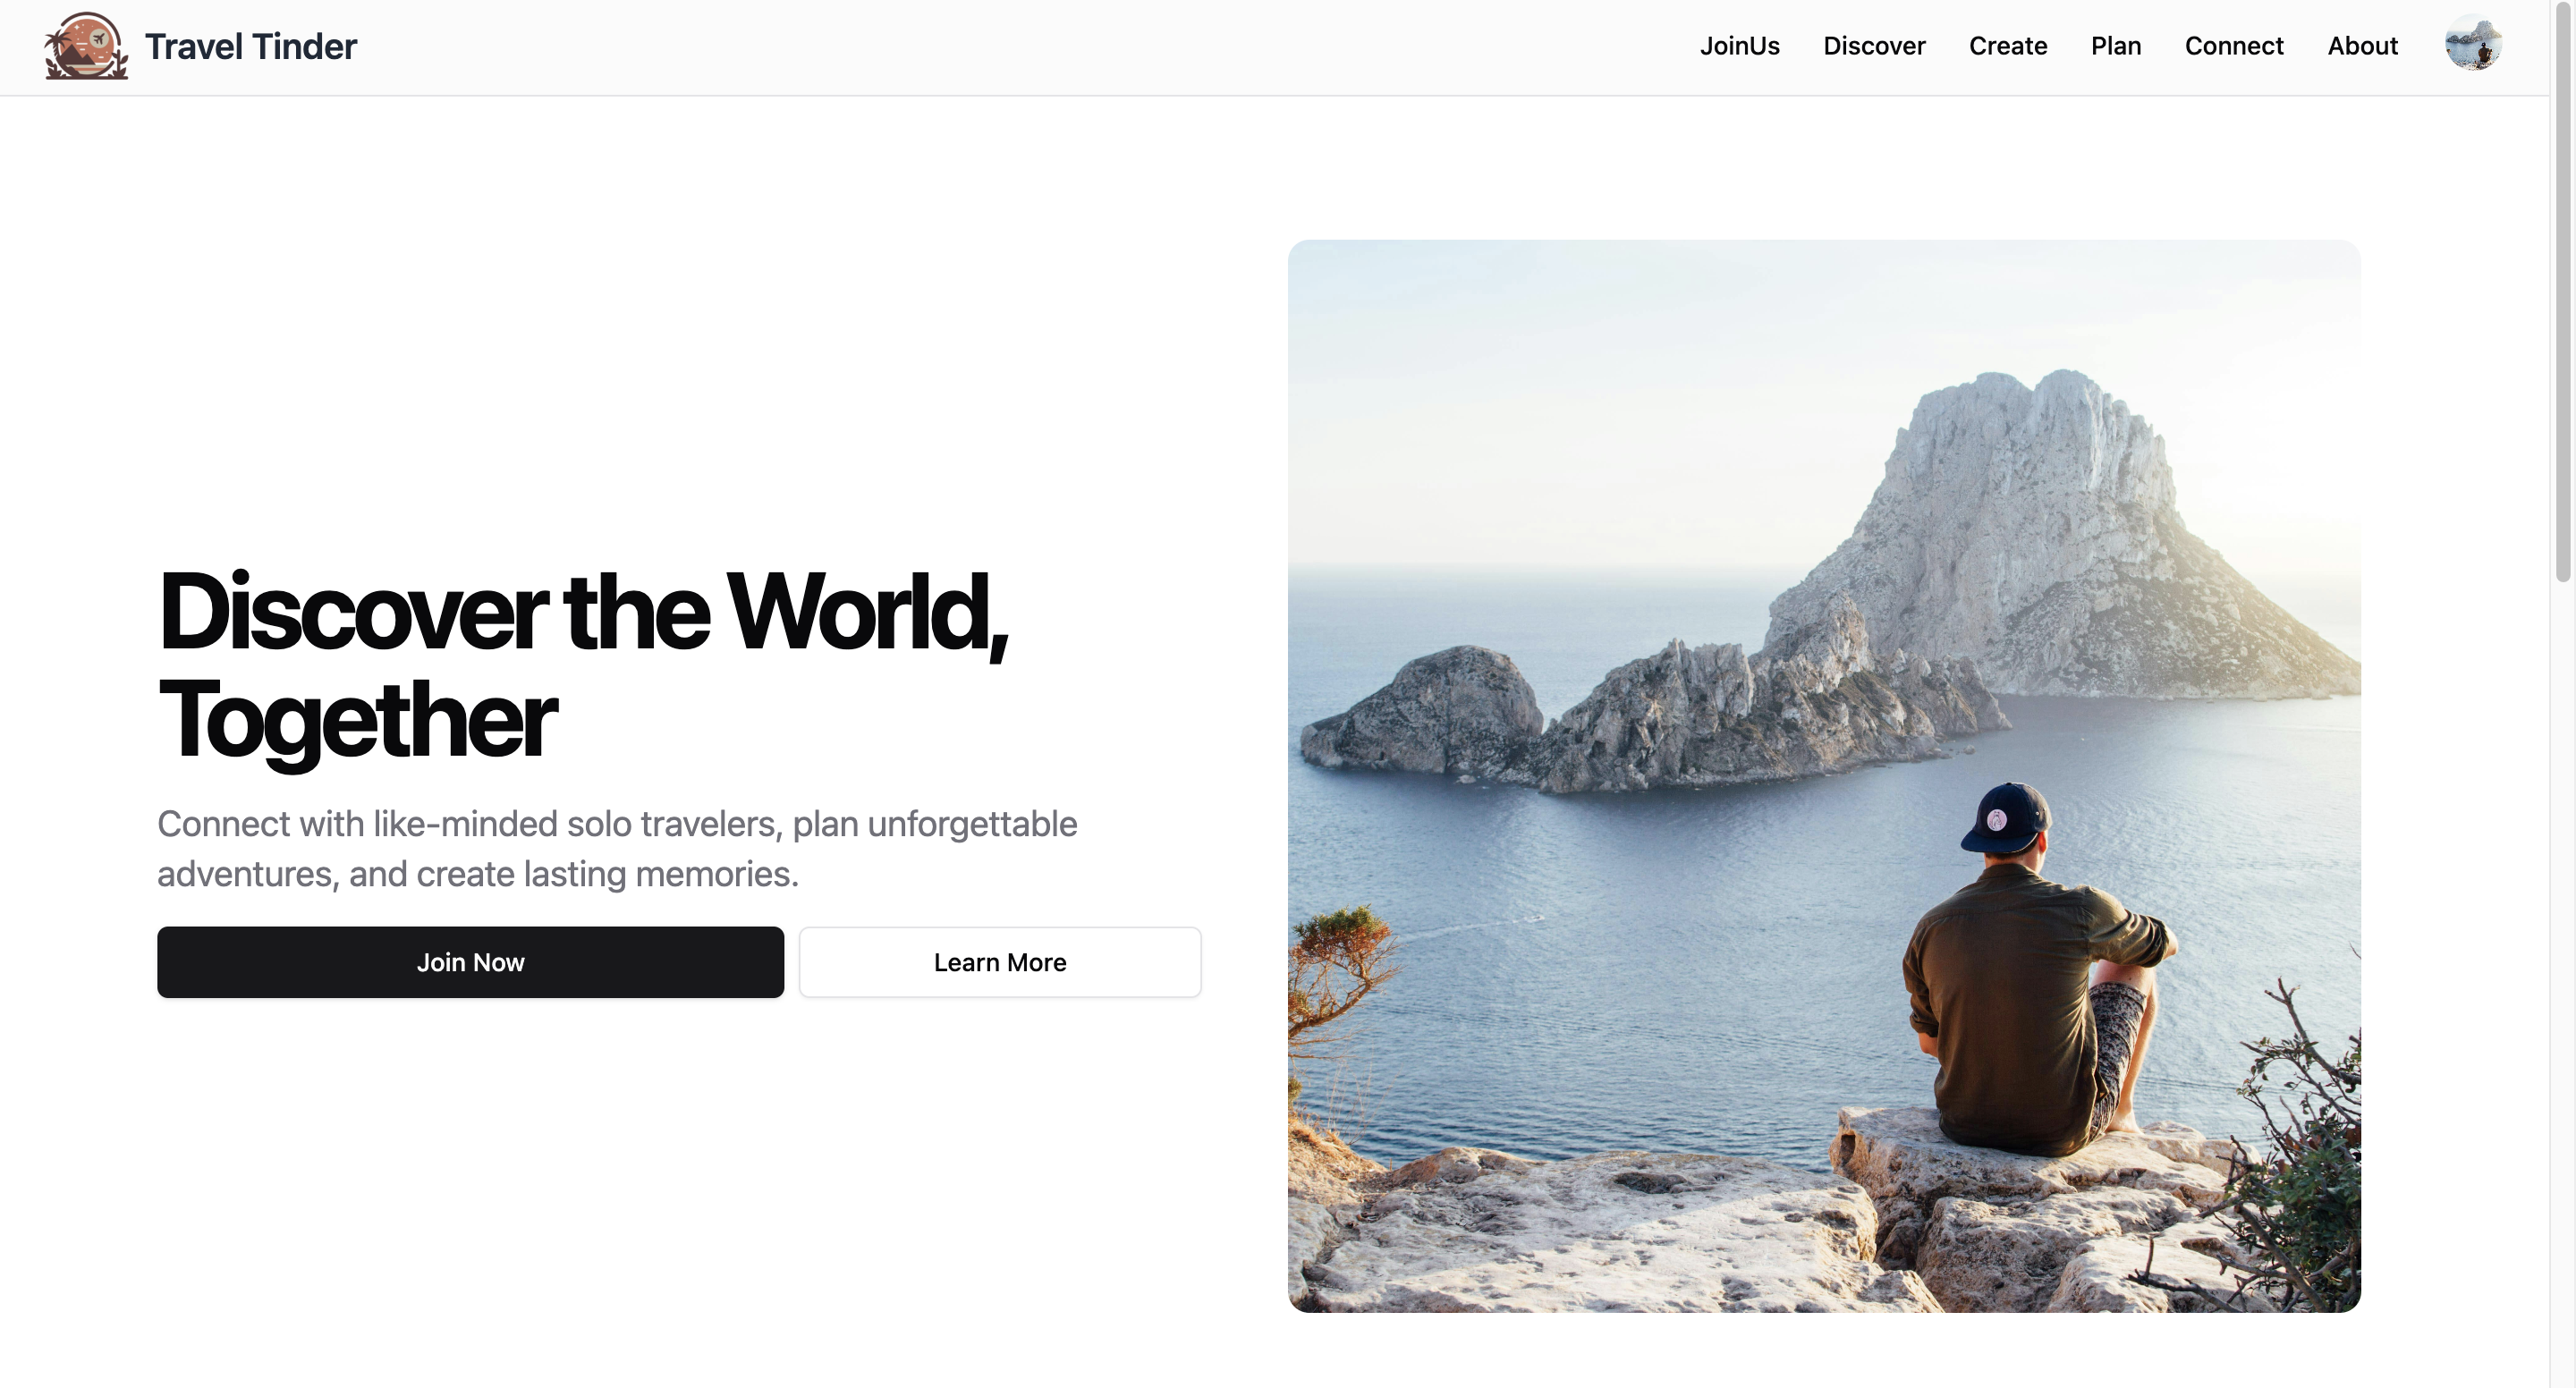 Travel Tinder
JoinUs Discover Create Plan Connect About
Discover the World,
Together
Connect with like-minded solo travelers, plan unforgettable
adventures, and create lasting memories.
Join Now
Learn More